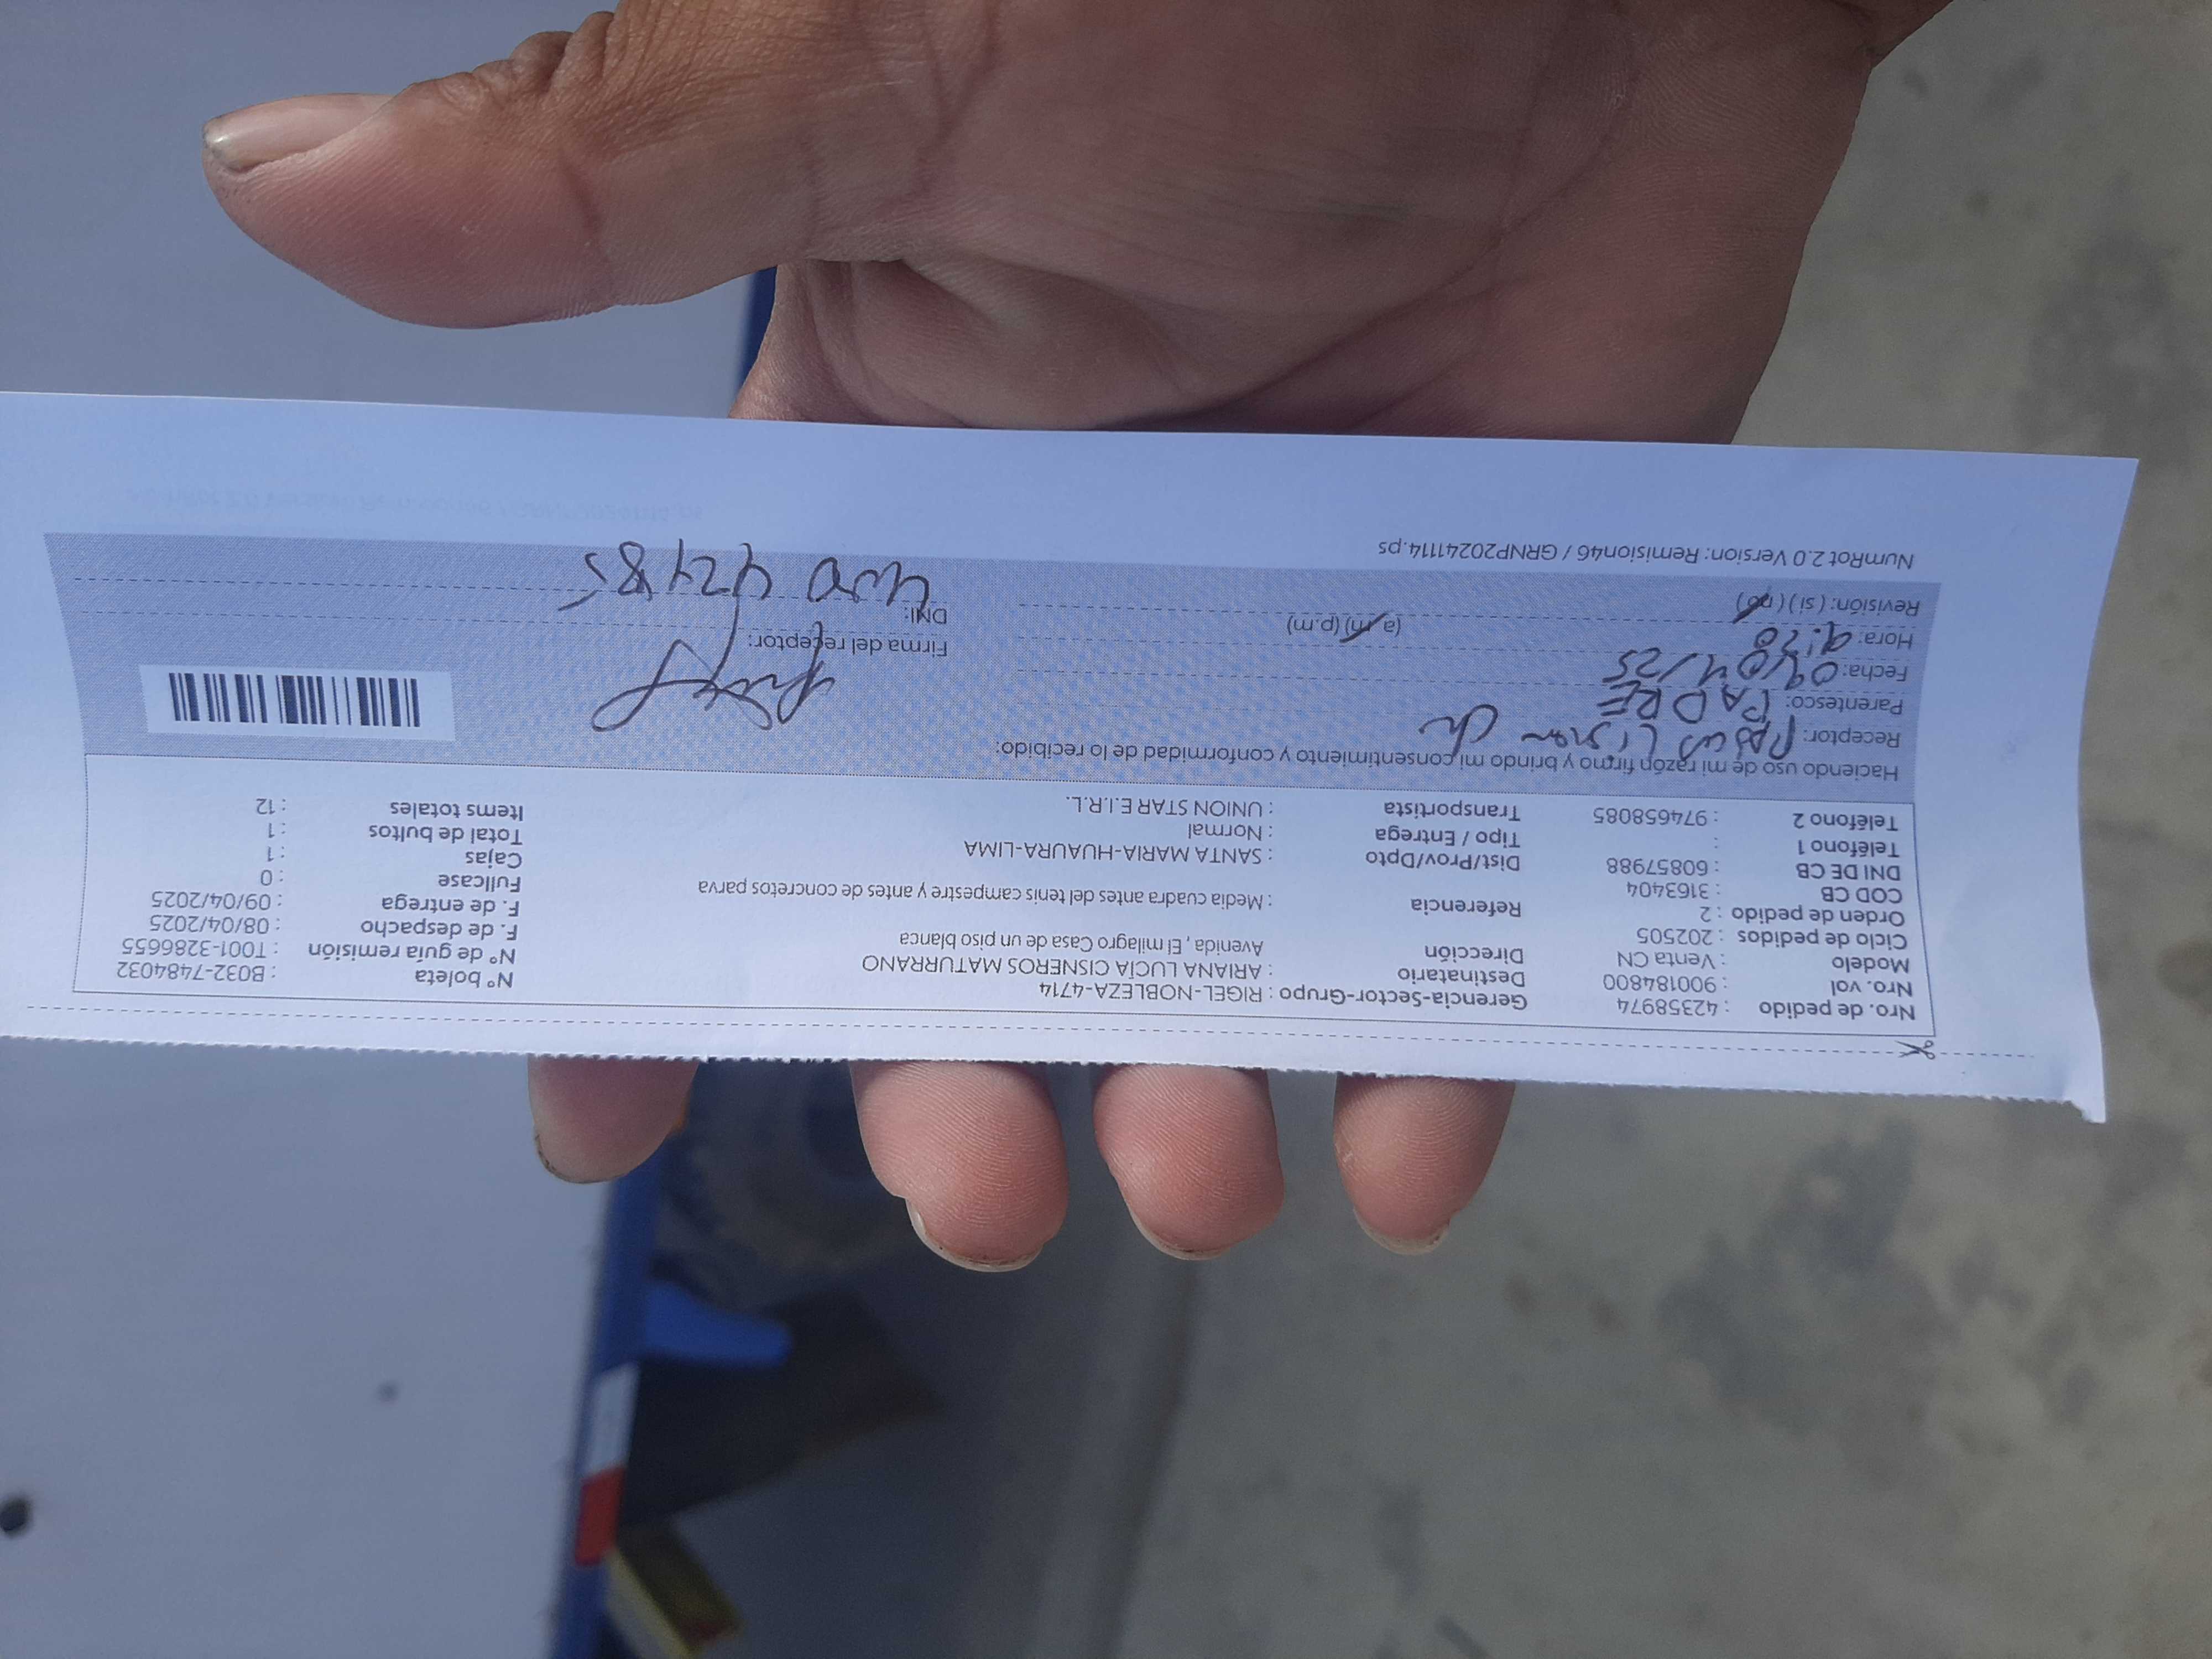 Nro. de pedido : 42358974 Gerencia-Sector-Grupo : RIGEL-NOBLEZA-4714 N° boleta : B032-7484032
Nro. vol : 900184800 Destinatario : ARIANA LUCÍA CISNEROS MATURRANO N° de guía remisión : T001-3286655
Modelo : Venta CN Dirección Avenida , El milagro Casa de un piso blanca F. de despacho : 08/04/2025
Ciclo de pedidos : 202505 F. de entrega : 09/04/2025
Orden de pedido : 2 Referencia : Media cuadra antes del tenis campestre y antes de concretos parva Fullcase : 0
COD CB : 3163404 Cajas : 1
DNI DE CB : 60857988 Dist/Prov/Dpto : SANTA MARIA-HUAURA-LIMA Total de bultos : 1
Teléfono 1 : Tipo / Entrega : Normal Items totales : 12
Teléfono 2 : 974658085 Transportista : UNION STAR E.I.R.L.
Haciendo uso de mi razón firmo y brindo mi consentimiento y conformidad de lo recibido:
Receptor:
Parentesco: PADRE
Fecha: 09/04/25 Firma del receptor:
Hora: (a.m) (p.m) DNI:
Revisión: ( si ) ( no )
NumRot 2.0 Version: Remision46 / GRNP20241114.ps